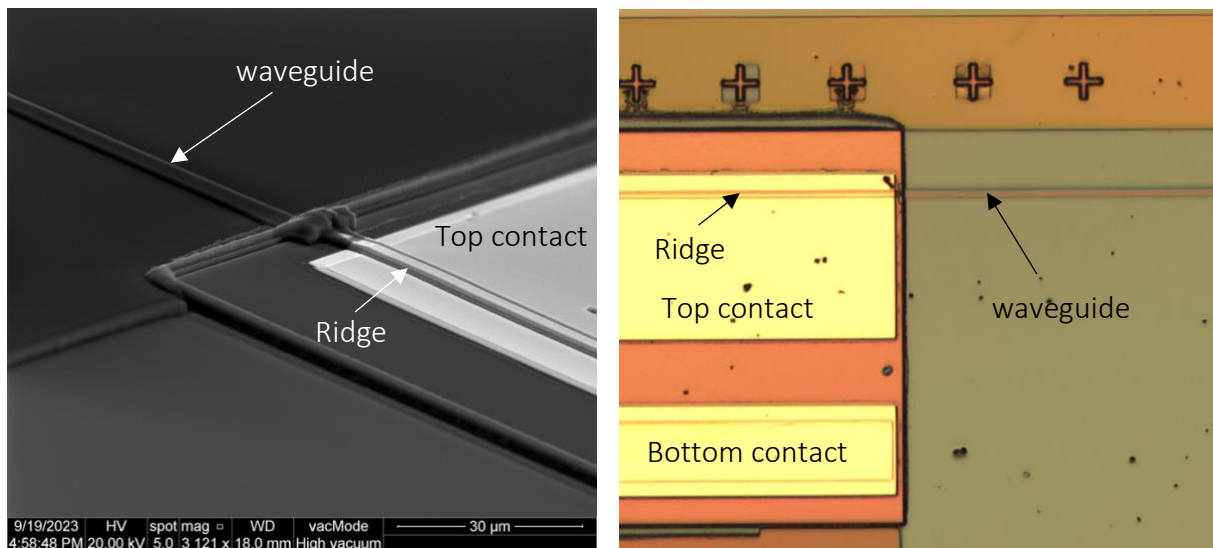 waveguide
Top contact
Ridge
9/19/2023 HV spot mag □ WD vacMode 30 µm
4:58:48 PM 20.00 kV 5.0 3 121 x 18.0 mm High vacuum
Ridge
Top contact
waveguide
Bottom contact